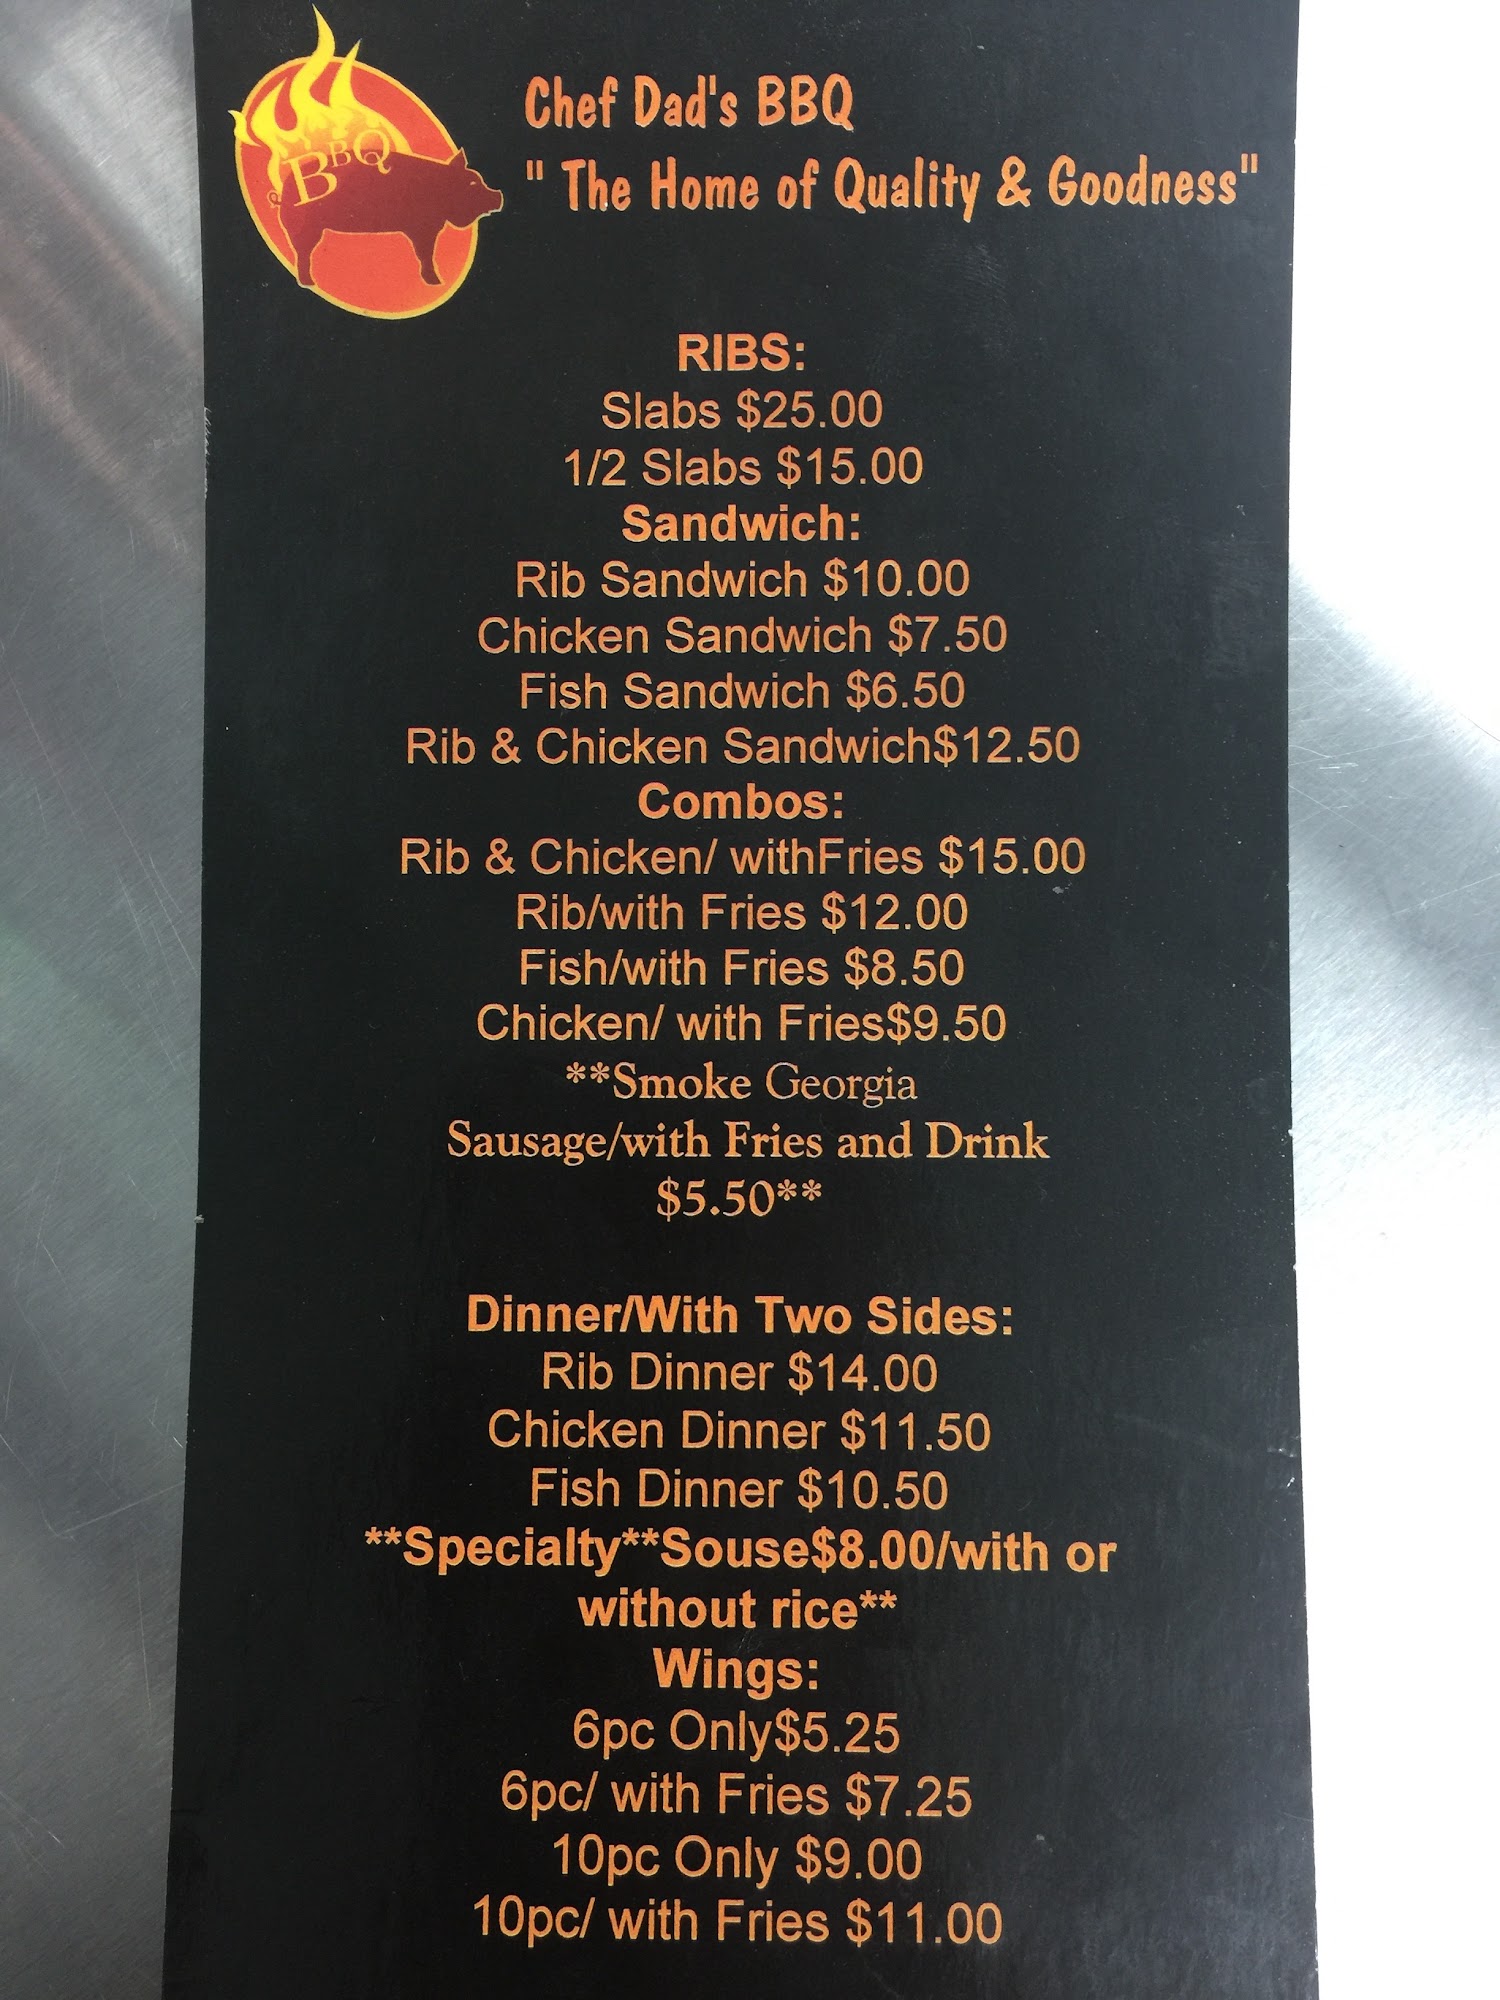 BBQ
Chef Dad's BBQ
" The Home of Quality & Goodness"
RIBS:
Slabs $25.00
1/2 Slabs $15.00
Sandwich:
Rib Sandwich $10.00
Chicken Sandwich $7.50
Fish Sandwich $6.50
Rib & Chicken Sandwich$12.50
Combos:
Rib & Chicken/ withFries $15.00
Rib/with Fries $12.00
Fish/with Fries $8.50
Chicken/ with Fries$9.50
**Smoke Georgia
Sausage/with Fries and Drink
$5.50**
Dinner/With Two Sides:
Rib Dinner $14.00
Chicken Dinner $11.50
Fish Dinner $10.50
**Specialty**Souse$8.00/with or
without rice**
Wings:
6pc Only$5.25
6pc/ with Fries $7.25
10pc Only $9.00
10pc/ with Fries $11.00